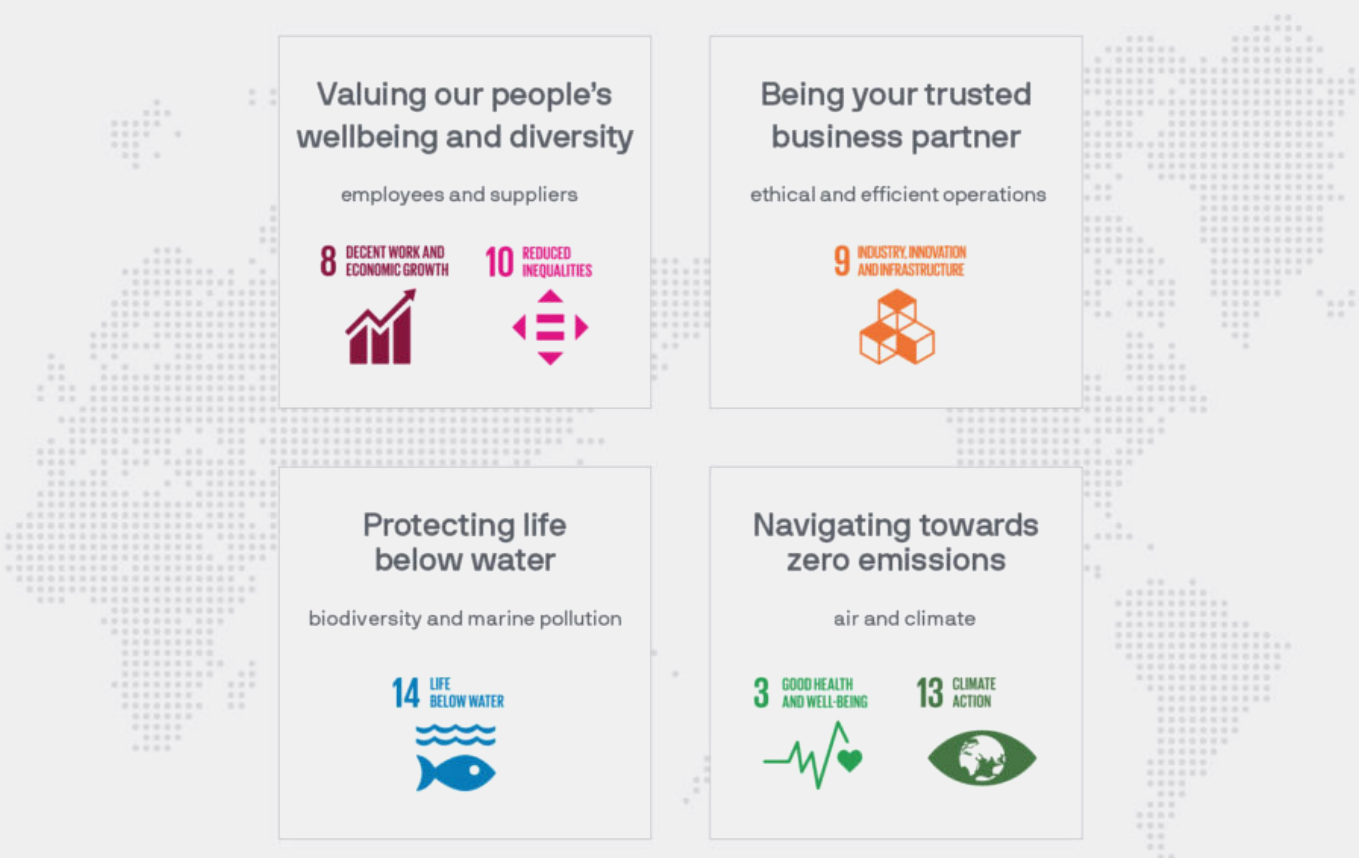 Valuing our people's
wellbeing and diversity
employees and suppliers
8 DECENT WORK AND
ECONOMIC GROWTH
10 REDUCED
INEQUALITIES
Being your trusted
business partner
ethical and efficient operations
9 INDUSTRY, INNOVATION
AND INFRASTRUCTURE
Protecting life
below water
biodiversity and marine pollution
14 LIFE
BELOW WATER
Navigating towards
zero emissions
air and climate
3 GOOD HEALTH
AND WELL-BEING
13 CLIMATE
ACTION